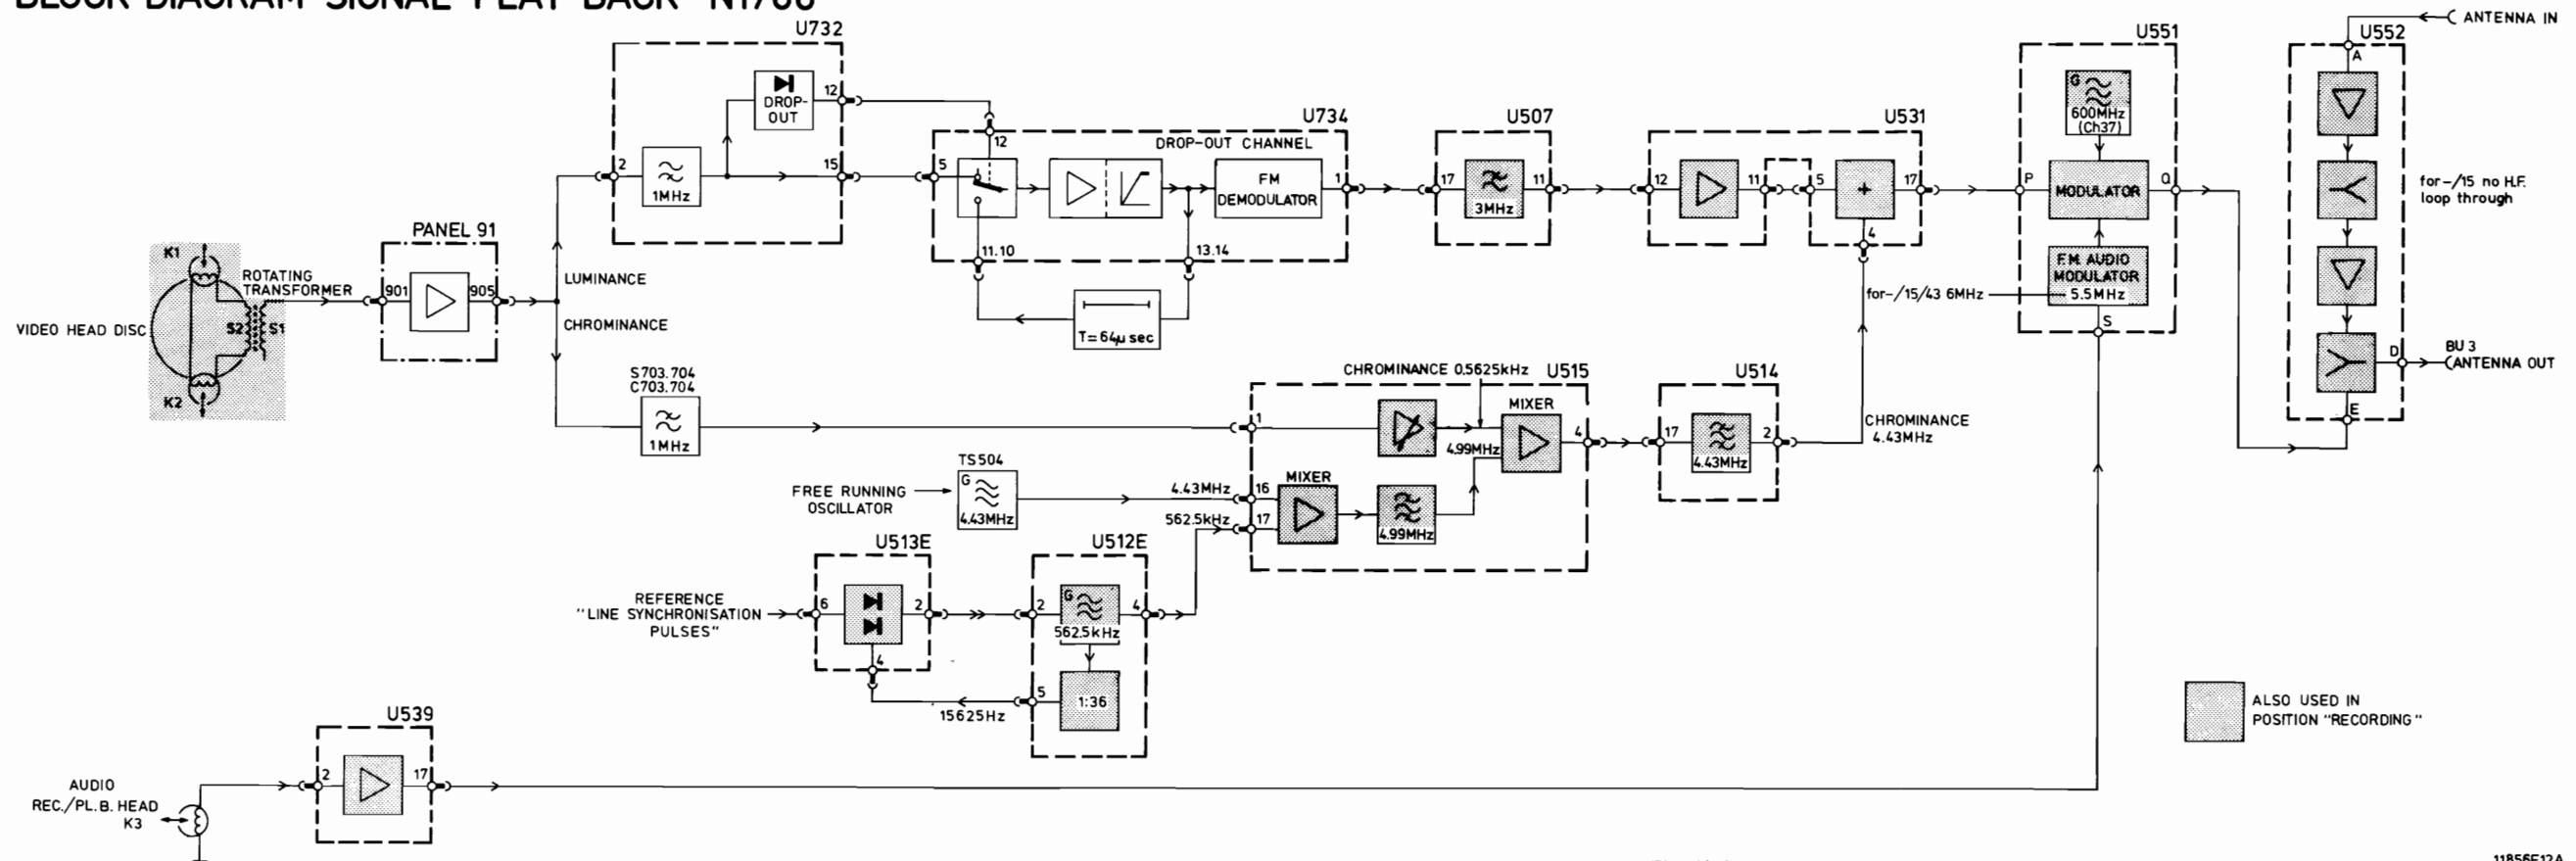 BLOCK DIAGRAM SIGNAL PLAY BACK N1700
ANTENNA IN
U732
U551
U552
A
DROP-
OUT
12
G
600MHz
(Ch37)
U734
U507
U531
DROP-OUT CHANNEL
12
2
1MHz
15
5
FM
DEMODULATOR
1
17
3MHz
11
12
11
5
+
17
P
MODULATOR
Q
for-/15 no H.F.
loop through
4
PANEL 91
K1
ROTATING
TRANSFORMER
901
905
LUMINANCE
CHROMINANCE
VIDEO HEAD DISC
S2
S1
K2
11.10
13.14
T=64µsec
F.M. AUDIO
MODULATOR
5.5MHz
for-/15/43 6MHz
S
D
BU 3
ANTENNA OUT
E
S703.704
C703.704
1MHz
CHROMINANCE 0.5625kHz
U515
U514
1
MIXER
4.99MHz
4
17
4.43MHz
2
CHROMINANCE
4.43MHz
TS504
FREE RUNNING
OSCILLATOR
G
4.43MHz
4.43MHz
16
562.5kHz
17
MIXER
4.99MHz
U513E
U512E
REFERENCE
"LINE SYNCHRONISATION
PULSES"
6
2
2
G
562.5kHz
4
4
5
1:36
15625Hz
ALSO USED IN
POSITION "RECORDING"
U539
AUDIO
REC./PL.B. HEAD
K3
2
17
11856E12A